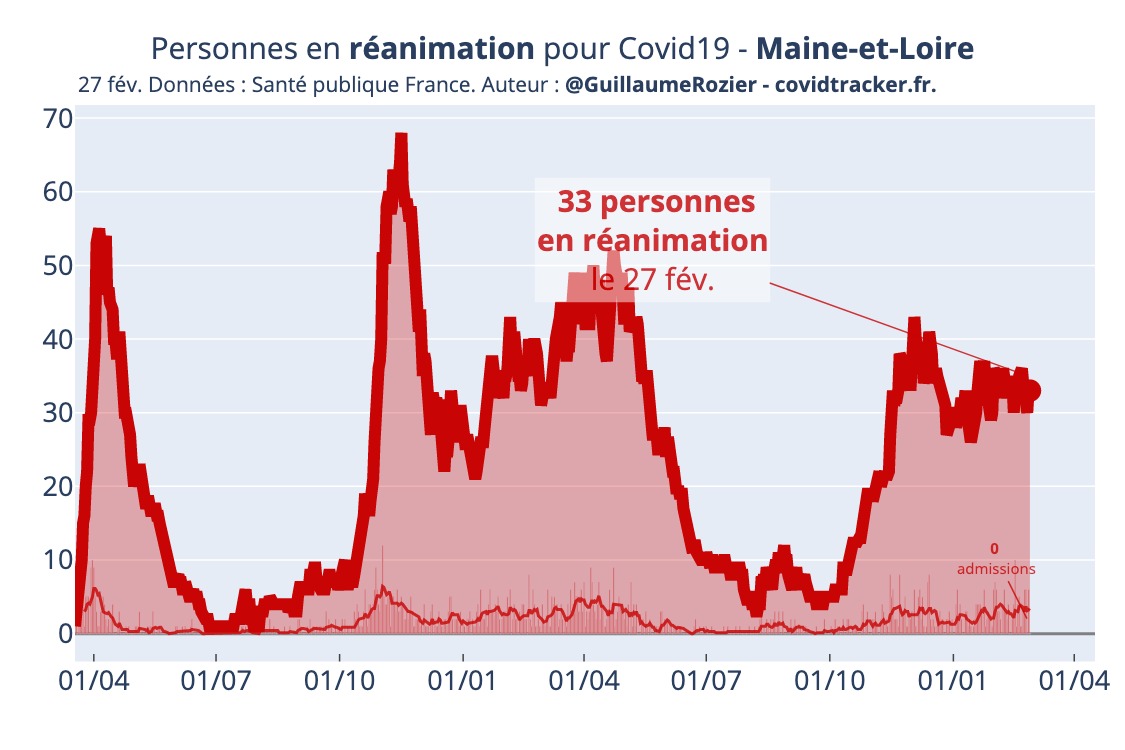 Personnes en réanimation pour Covid19 - Maine-et-Loire
27 fév. Données : Santé publique France. Auteur : @GuillaumeRozier - covidtracker.fr.
70
60
33 personnes
en réanimation
50
le 27 fév.
40
30
20
10
0
admissions
0
01/04 01/07 01/10 01/01 01/04 01/07 01/10 01/01 01/04